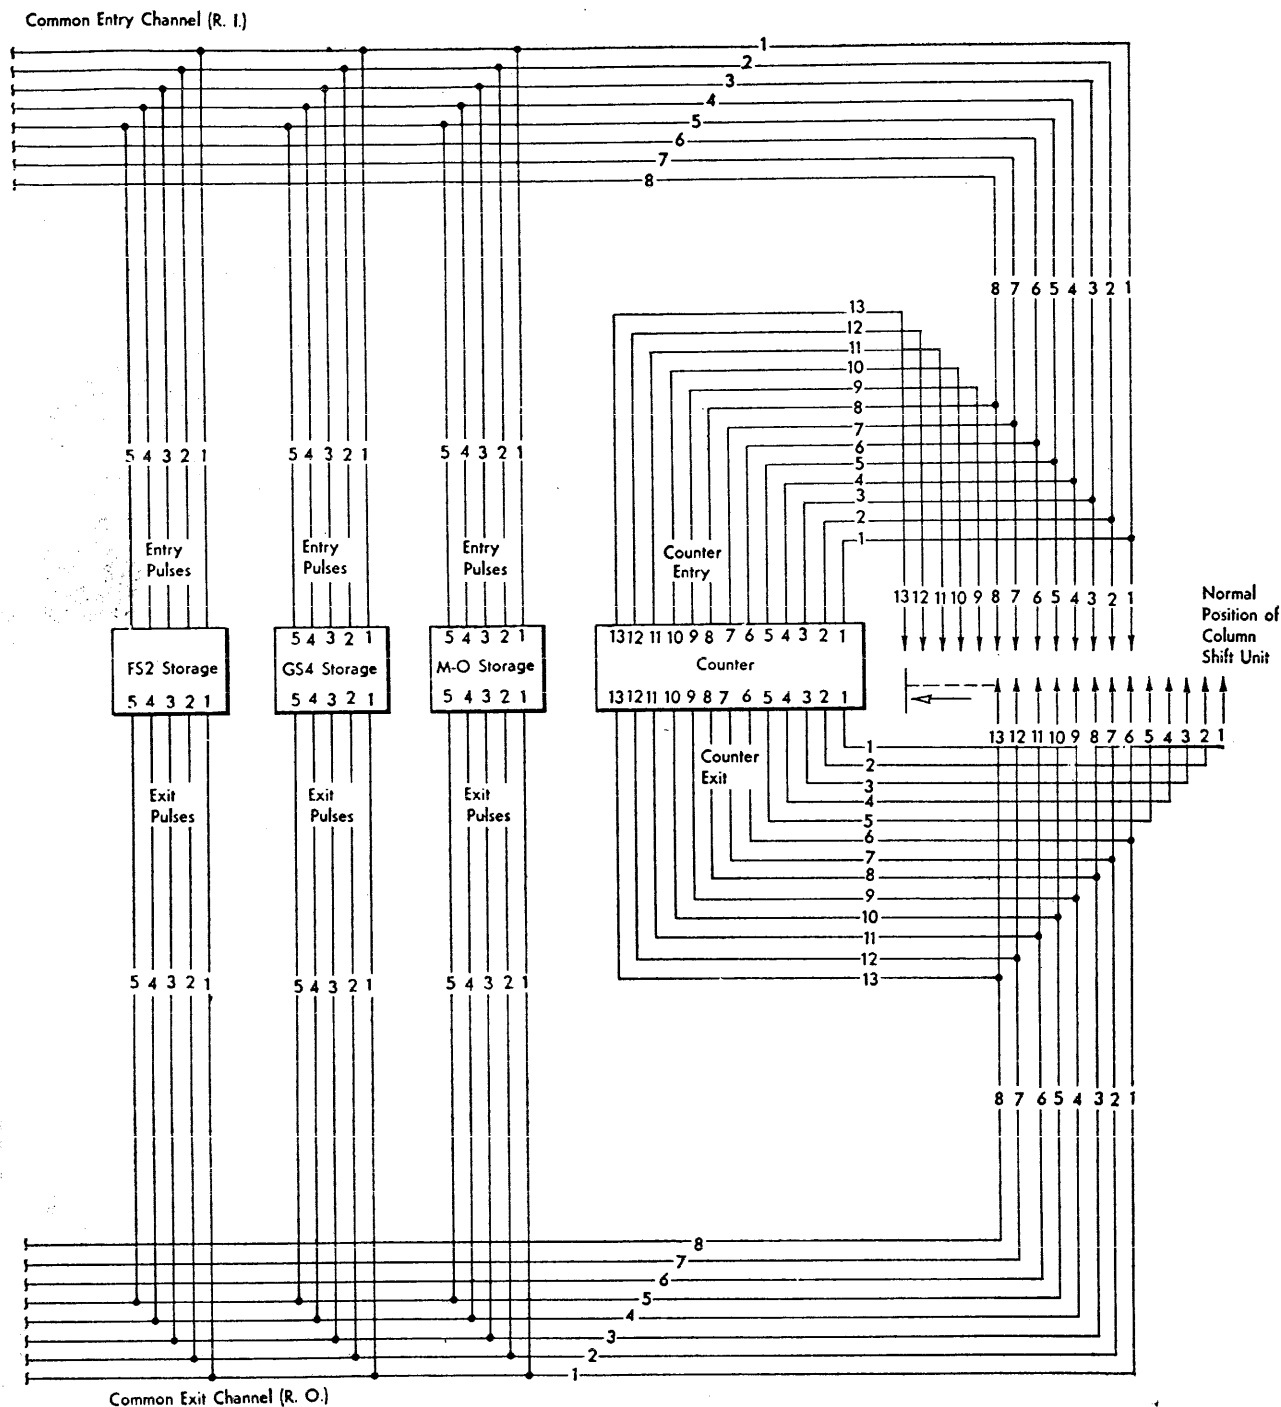 Common Entry Channel (R. I.)
1
2
3
4
5
6
7
8
8 7 6 5 4 3 2 1
13
12
11
10
9
8
7
6
5
4
3
2
1
5 4 3 2 1
5 4 3 2 1
5 4 3 2 1
Entry
Pulses
Entry
Pulses
Entry
Pulses
Counter
Entry
13 12 11 10 9 8 7 6 5 4 3 2 1
Normal
Position of
Column
Shift Unit
5 4 3 2 1
FS2 Storage
5 4 3 2 1
5 4 3 2 1
GS4 Storage
5 4 3 2 1
5 4 3 2 1
M-O Storage
5 4 3 2 1
13 12 11 10 9 8 7 6 5 4 3 2 1
Counter
13 12 11 10 9 8 7 6 5 4 3 2 1
13 12 11 10 9 8 7 6 5 4 3 2 1
Counter
Exit
1
2
3
4
5
6
7
8
9
10
11
12
13
Exit
Pulses
Exit
Pulses
Exit
Pulses
5 4 3 2 1
5 4 3 2 1
5 4 3 2 1
8 7 6 5 4 3 2 1
8
7
6
5
4
3
2
1
Common Exit Channel (R. O.)